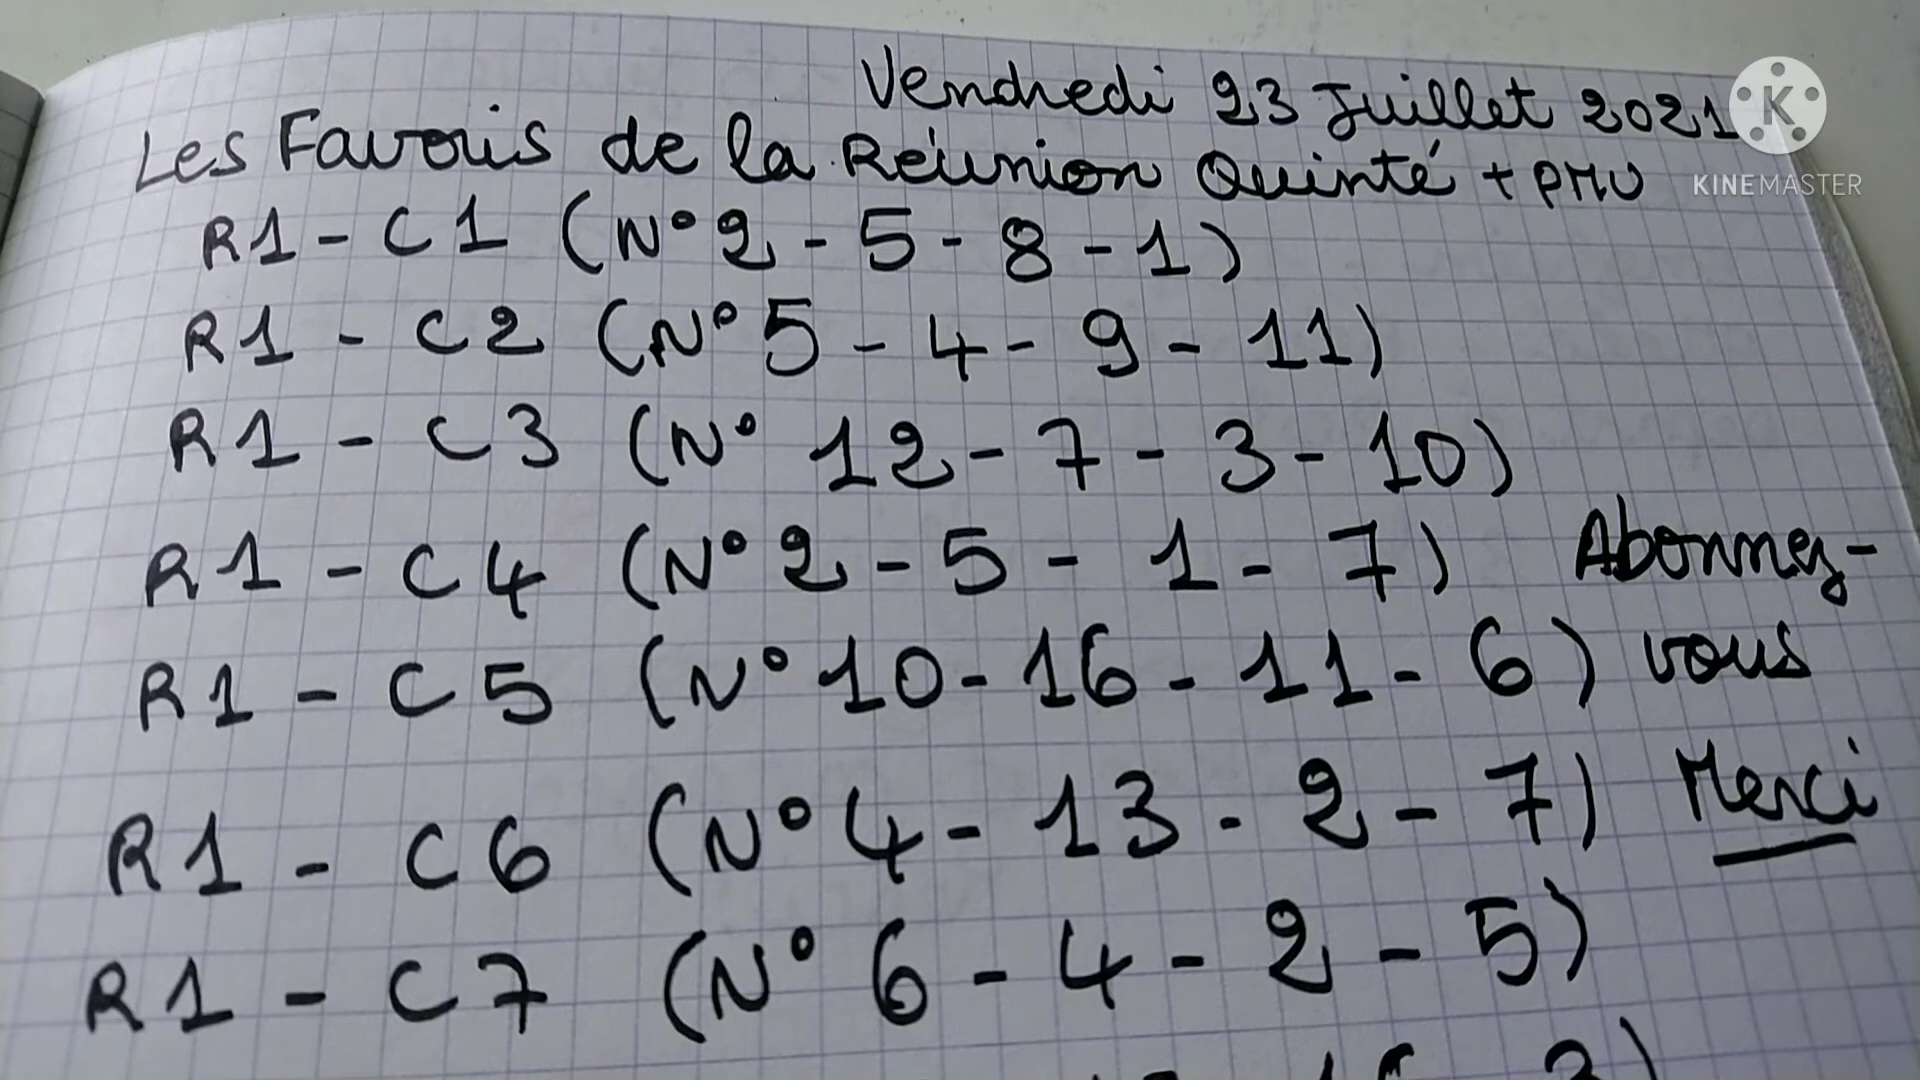 Vendredi 23 Juillet 2021
Les Favoris de la Réunion Quinté + PMU
K
KINEMASTER
R1 - C1 (N° 2 - 5 - 8 - 1)
R1 - C2 (N° 5 - 4 - 9 - 11)
R1 - C3 (N° 12 - 7 - 3 - 10)
R1 - C4 (N° 2 - 5 - 1 - 7) Abonnez-
R1 - C5 (N° 10 - 16 - 11 - 6) vous
R1 - C6 (N° 4 - 13 - 2 - 7) Merci
R1 - C7 (N° 6 - 4 - 2 - 5)